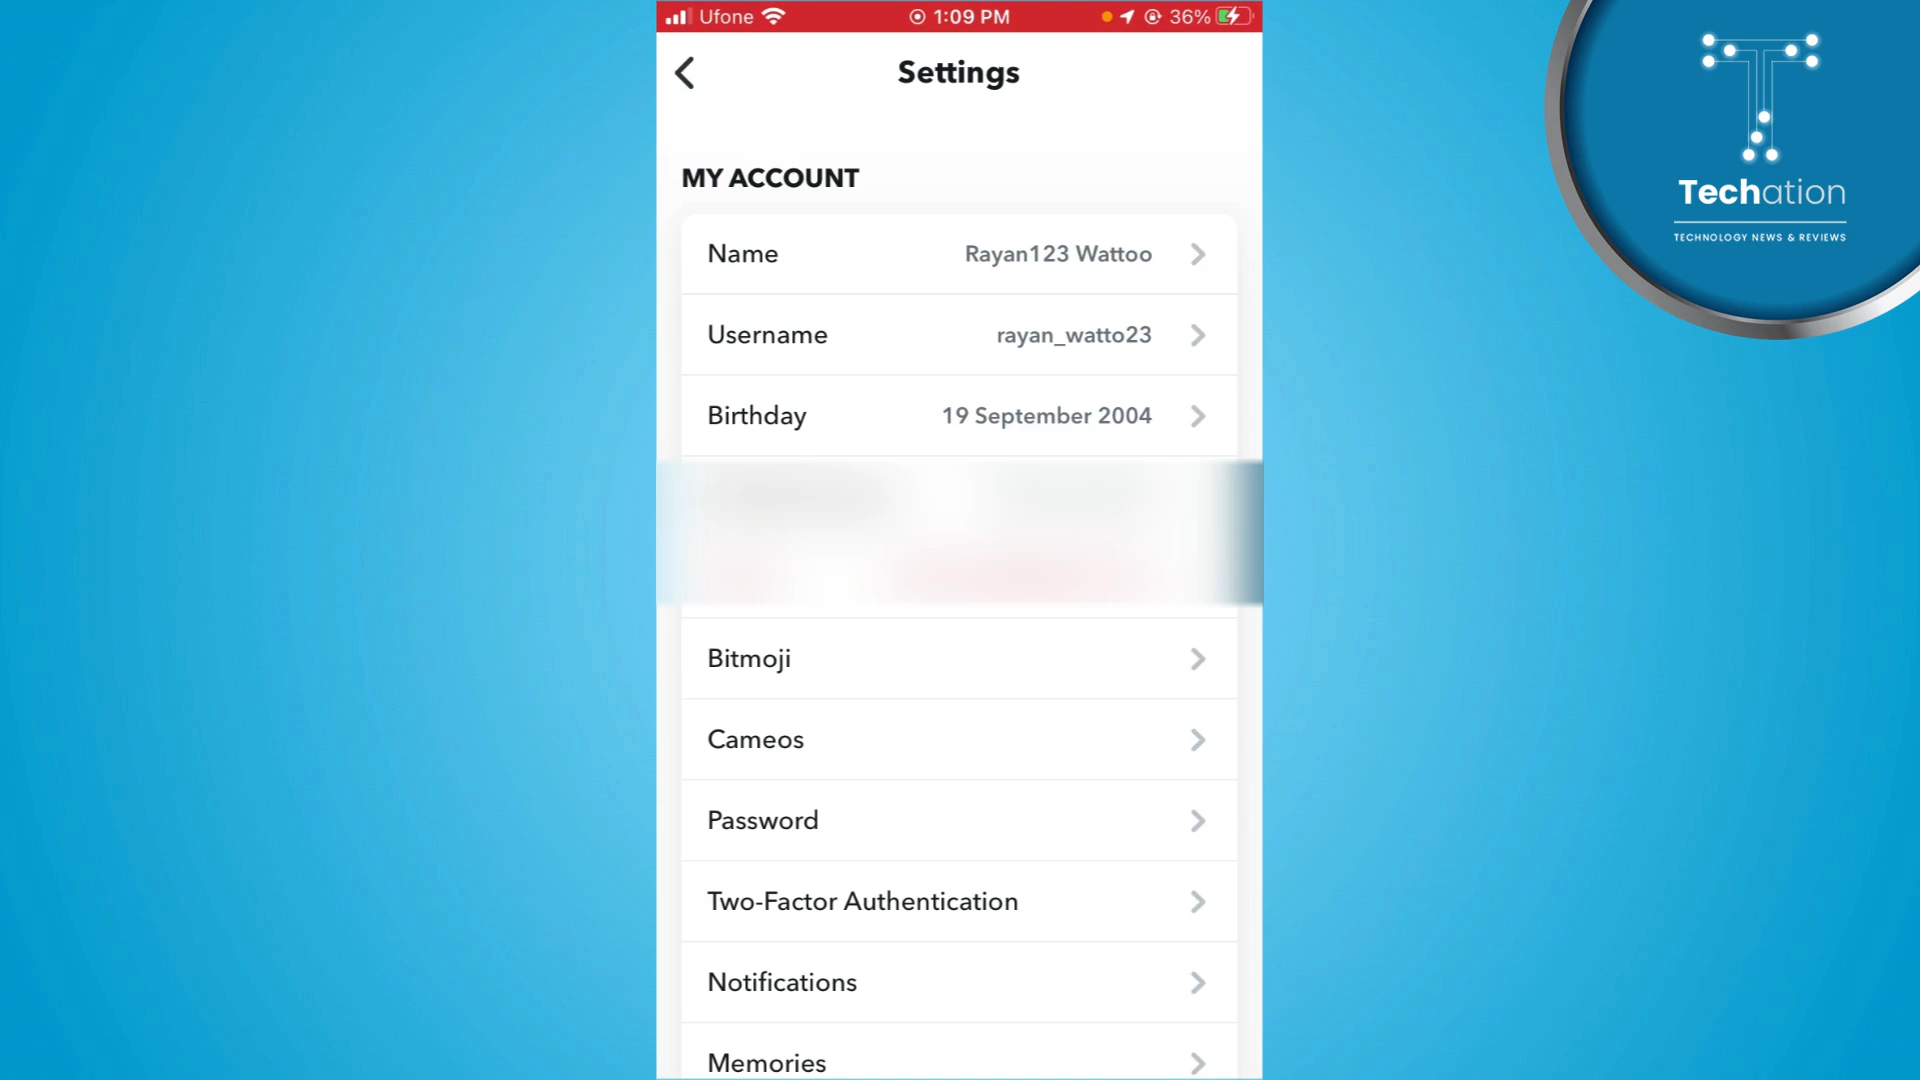 Ufone 1:09 PM 36%
Settings
MY ACCOUNT
Name Rayan123 Wattoo
Username rayan_watto23
Birthday 19 September 2004
Bitmoji
Cameos
Password
Two-Factor Authentication
Notifications
Memories
Techation
TECHNOLOGY NEWS & REVIEWS